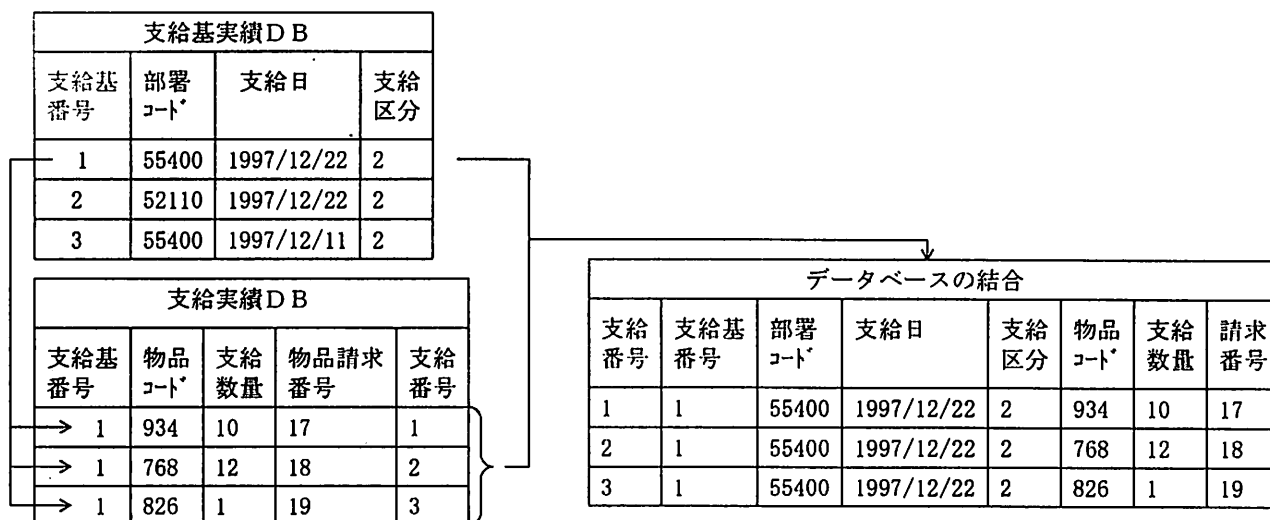 支給基実績DB
支給基番号 部署コード 支給日 支給区分
1 55400 1997/12/22 2
2 52110 1997/12/22 2
3 55400 1997/12/11 2
支給実績DB
支給基番号 物品コード 支給数量 物品請求番号 支給番号
1 934 10 17 1
1 768 12 18 2
1 826 1 19 3
データベースの結合
支給番号 支給基番号 部署コード 支給日 支給区分 物品コード 支給数量 請求番号
1 1 55400 1997/12/22 2 934 10 17
2 1 55400 1997/12/22 2 768 12 18
3 1 55400 1997/12/22 2 826 1 19